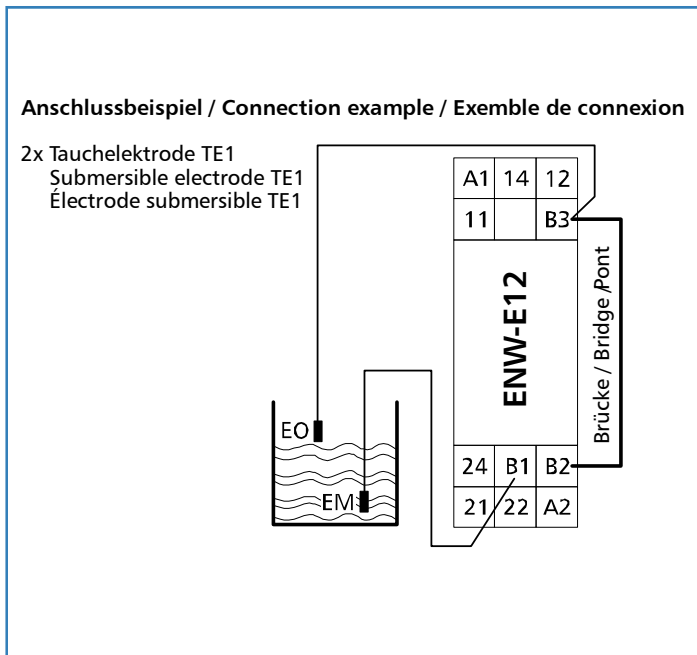 Anschlussbeispiel / Connection example / Exemble de connexion
2x Tauchelektrode TE1
Submersible electrode TE1
Électrode submersible TE1
A1 14 12
11 B3
ENW-E12
Brücke / Bridge /Pont
EO
EM
24 B1 B2
21 22 A2